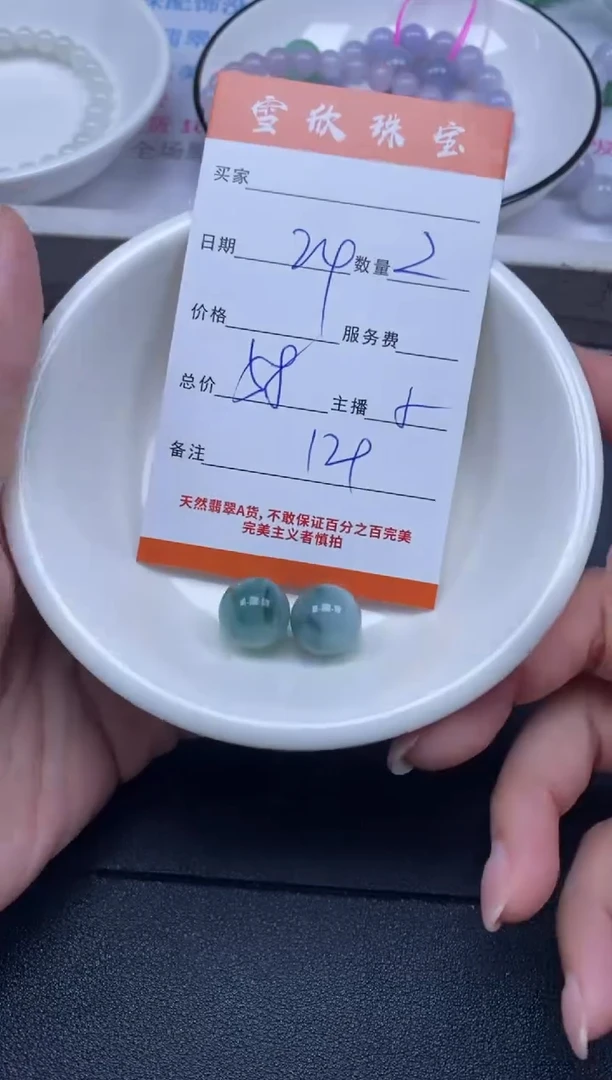 雪欣珠宝
买家
日期 24 数量 2
价格 服务费
总价 58 主播 5
备注 124
天然翡翠A货,不敢保证百分之百完美
完美主义者慎拍